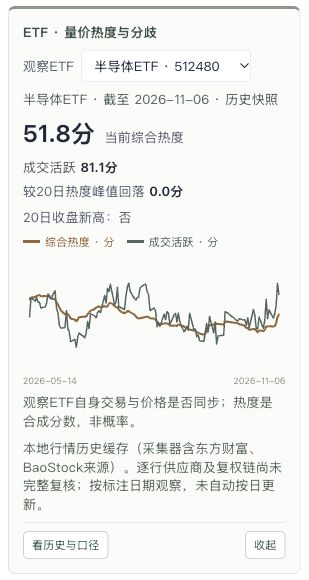 ETF · 量价热度与分歧
观察ETF 半导体ETF · 512480
半导体ETF · 截至 2026-11-06 · 历史快照
51.8分 当前综合热度
成交活跃 81.1分
较20日热度峰值回落 0.0分
20日收盘新高：否
综合热度 · 分 成交活跃 · 分
2026-05-14 2026-11-06
观察ETF自身交易与价格是否同步；热度是
合成分数，非概率。
本地行情历史缓存（采集器含东方财富、
BaoStock来源）。逐行供应商及复权链尚未
完整复核；按标注日期观察，未自动按日更
新。
看历史与口径 收起